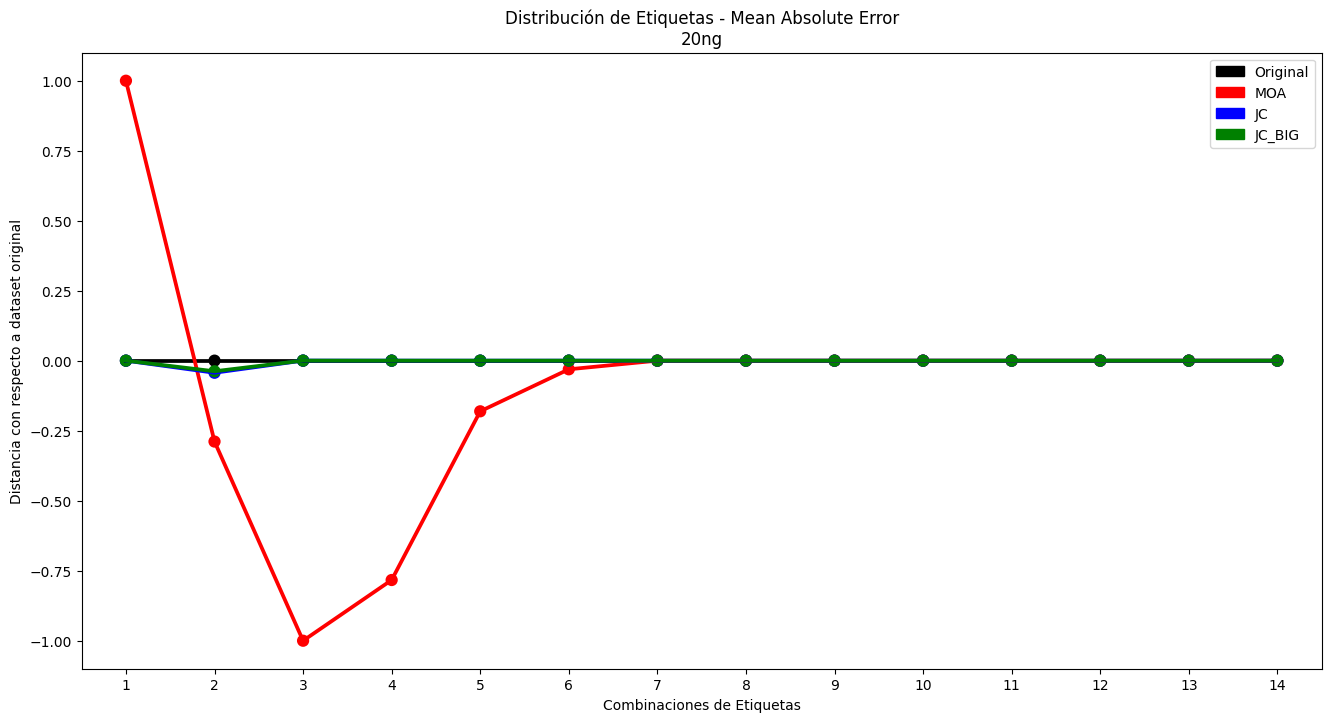 Distribución de Etiquetas - Mean Absolute Error
20ng
Original
MOA
JC
JC_BIG
Distancia con respecto a dataset original
1.00
0.75
0.50
0.25
0.00
−0.25
−0.50
−0.75
−1.00
1 2 3 4 5 6 7 8 9 10 11 12 13 14
Combinaciones de Etiquetas